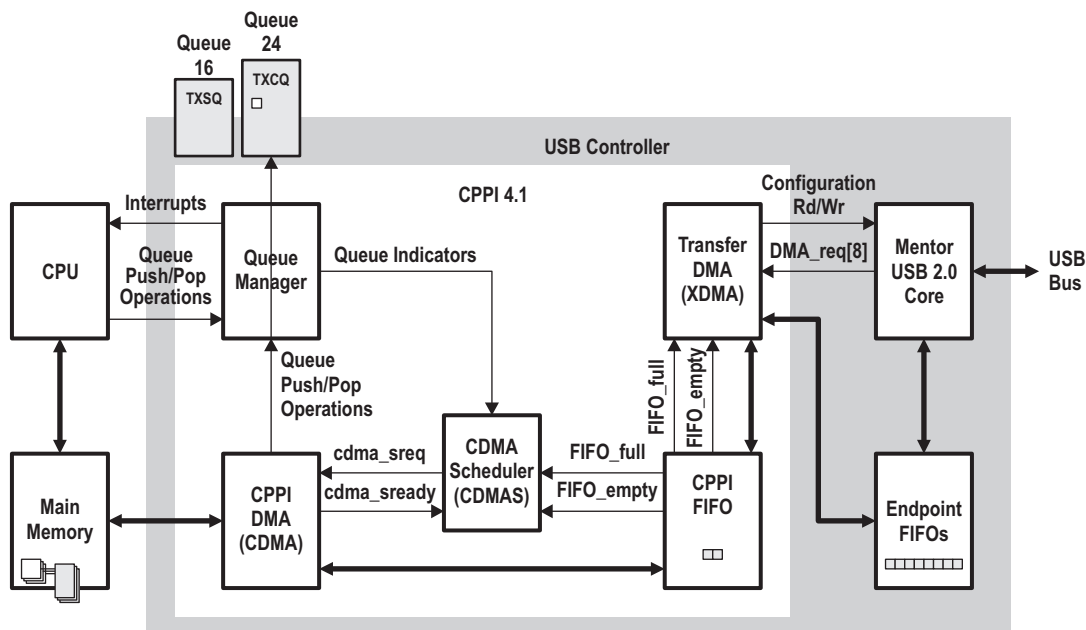 Queue
24
Queue
16
TXCQ
TXSQ
USB Controller
CPPI 4.1
Interrupts
Configuration
Rd/Wr
CPU
Queue
Push/Pop
Operations
Queue
Manager
Queue Indicators
Transfer
DMA
(XDMA)
DMA_req[8]
Mentor
USB 2.0
Core
USB
Bus
Queue
Push/Pop
Operations
FIFO_full
FIFO_empty
cdma_sreq
cdma_sready
CDMA
Scheduler
(CDMAS)
FIFO_full
FIFO_empty
Main
Memory
CPPI
DMA
(CDMA)
CPPI
FIFO
Endpoint
FIFOs